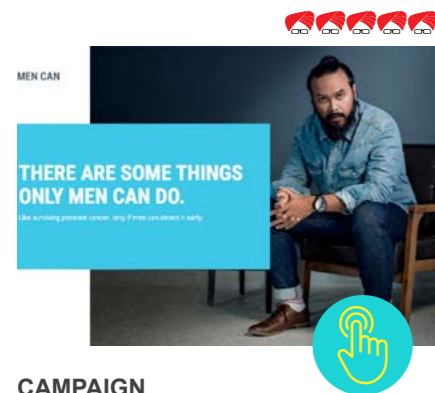 MEN CAN
THERE ARE SOME THINGS
ONLY MEN CAN DO.
Like surviving prostate cancer, only if men can detect it early.
CAMPAIGN